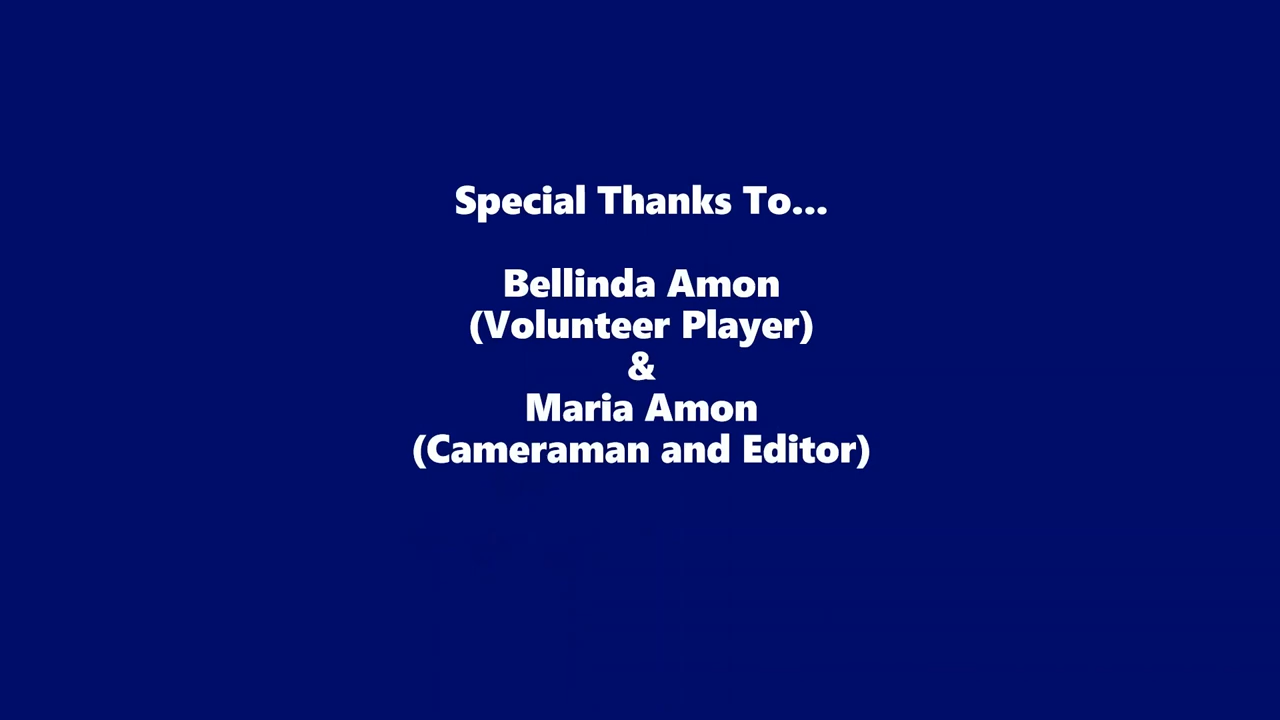 Special Thanks To...
Bellinda Amon
(Volunteer Player)
&
Maria Amon
(Cameraman and Editor)